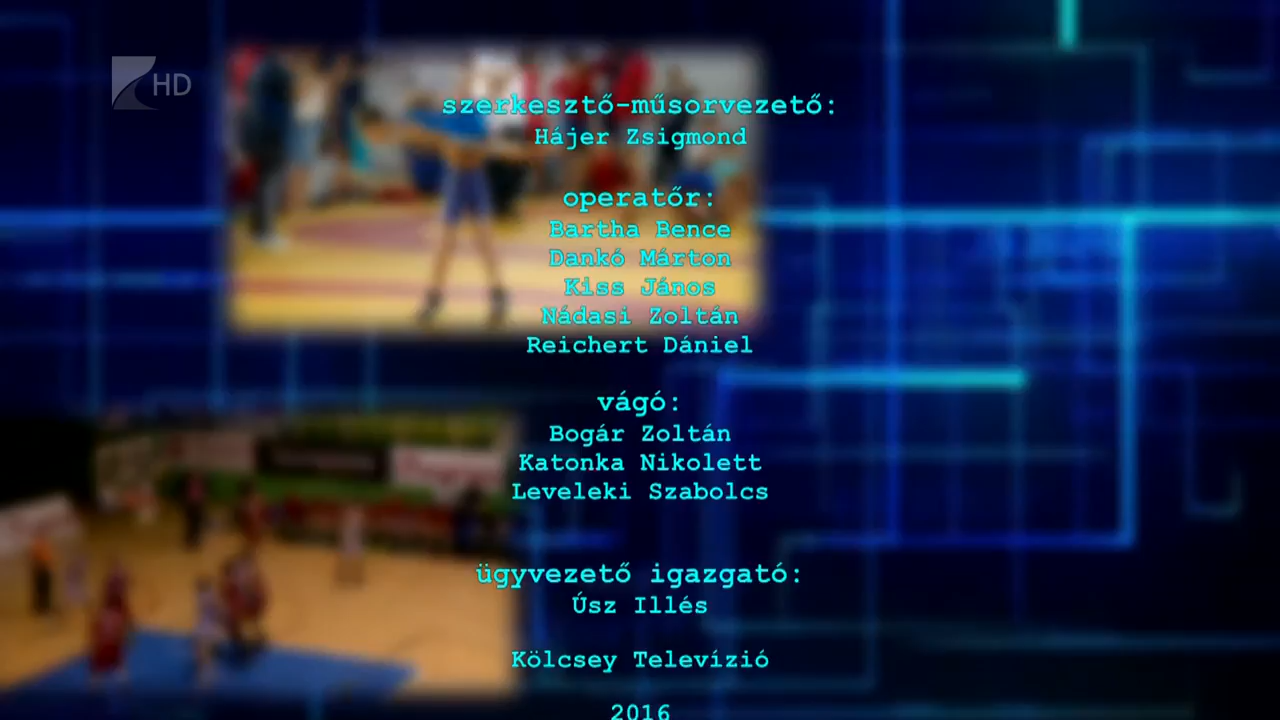 HD
szerkesztő-műsorvezető:
Hájer Zsigmond
operatőr:
Bartha Bence
Dankó Márton
Kiss János
Nádasi Zoltán
Reichert Dániel
vágó:
Bogár Zoltán
Katonka Nikolett
Leveleki Szabolcs
ügyvezető igazgató:
Úsz Illés
Kölcsey Televízió
2016